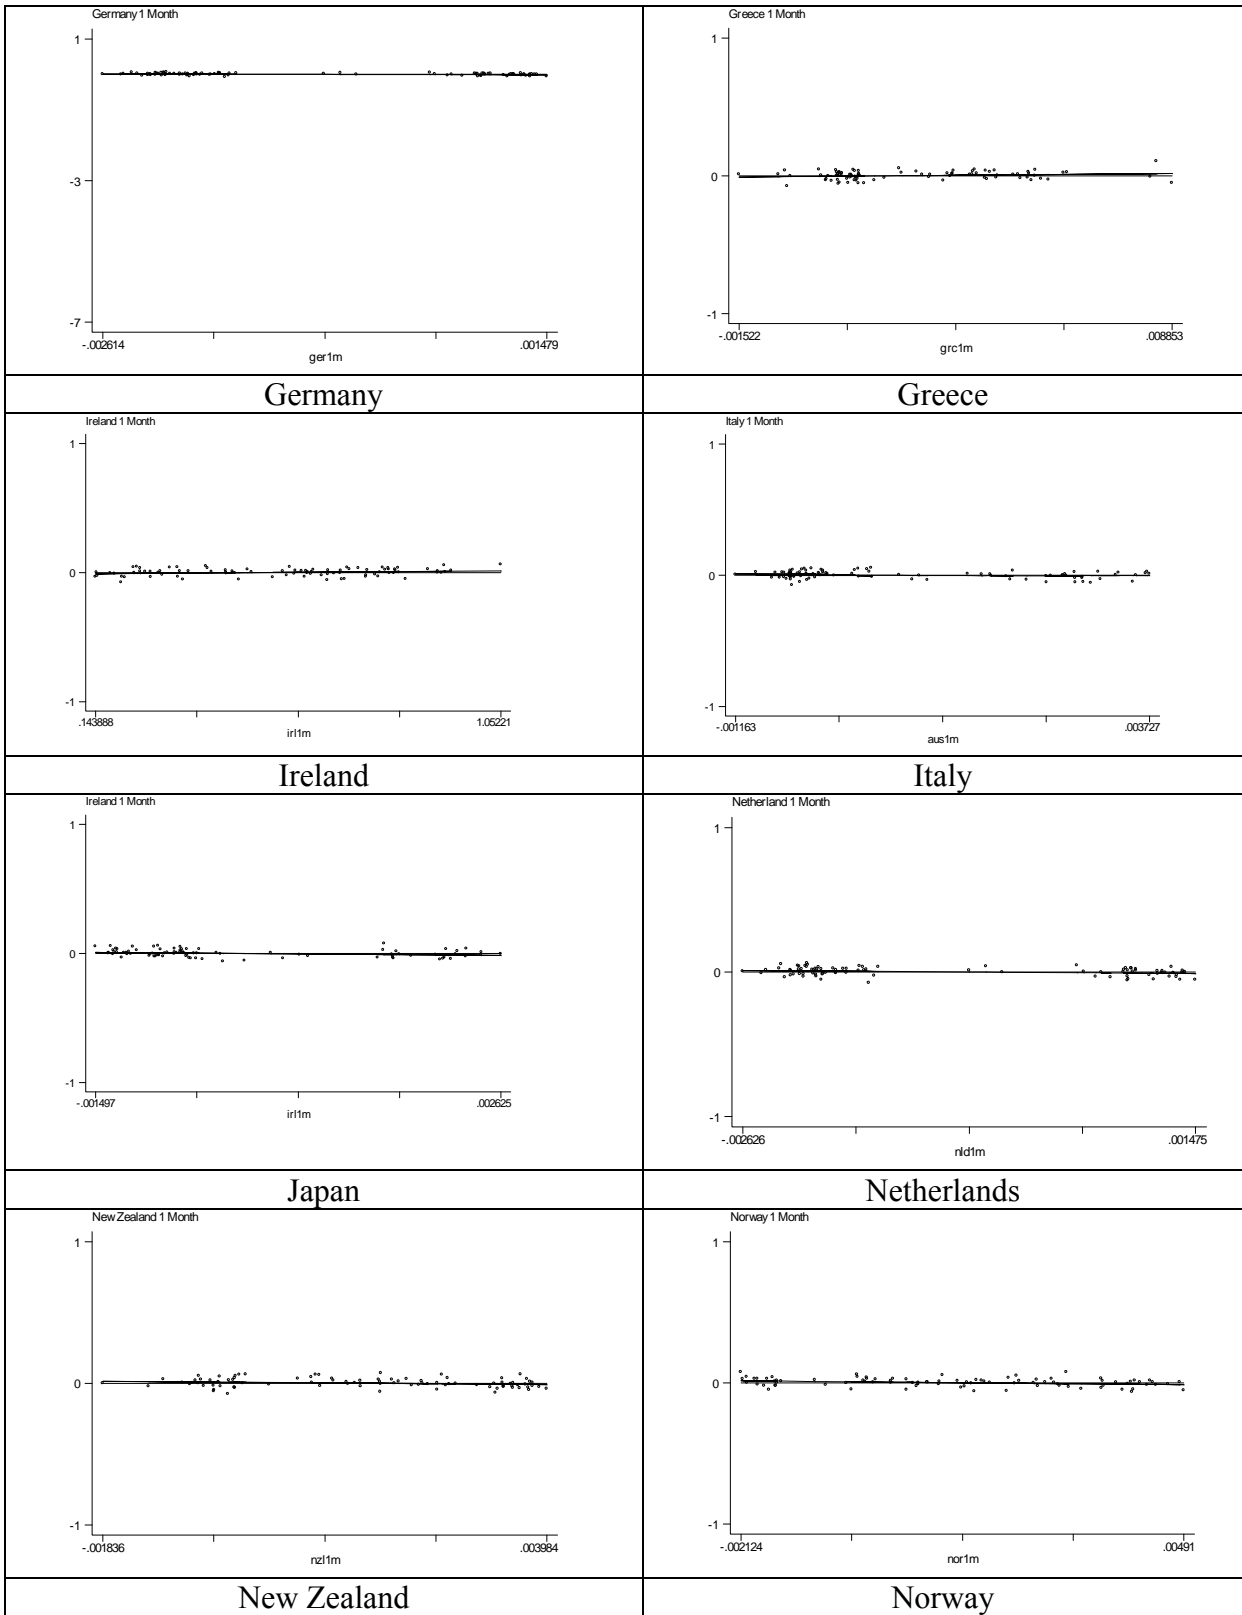 Germany 1 Month
1
-3
-7
-.002614
.001479
ger1m
Germany
Greece 1 Month
1
0
-1
-.001522
.008853
grc1m
Greece
Ireland 1 Month
1
0
-1
.143888
1.05221
irl1m
Ireland
Italy 1 Month
1
0
-1
-.001163
.003727
aus1m
Italy
Ireland 1 Month
1
0
-1
-.001497
.002625
irl1m
Japan
Netherland 1 Month
1
0
-1
-.002626
.001475
nld1m
Netherlands
New Zealand 1 Month
1
0
-1
-.001836
.003984
nzl1m
New Zealand
Norway 1 Month
1
0
-1
-.002124
.00491
nor1m
Norway